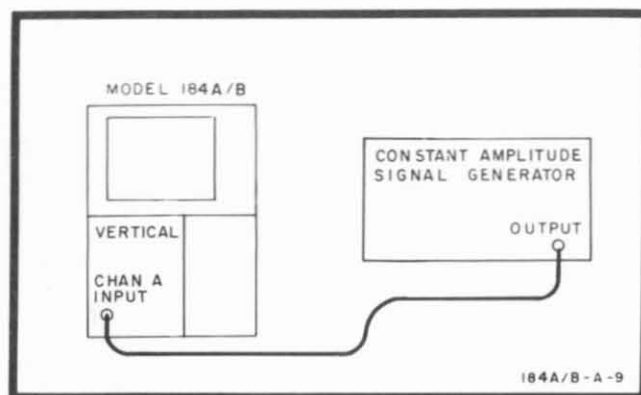 MODEL 184A/B
VERTICAL
CHAN A
INPUT
CONSTANT AMPLITUDE
SIGNAL GENERATOR
OUTPUT
184A/B-A-9